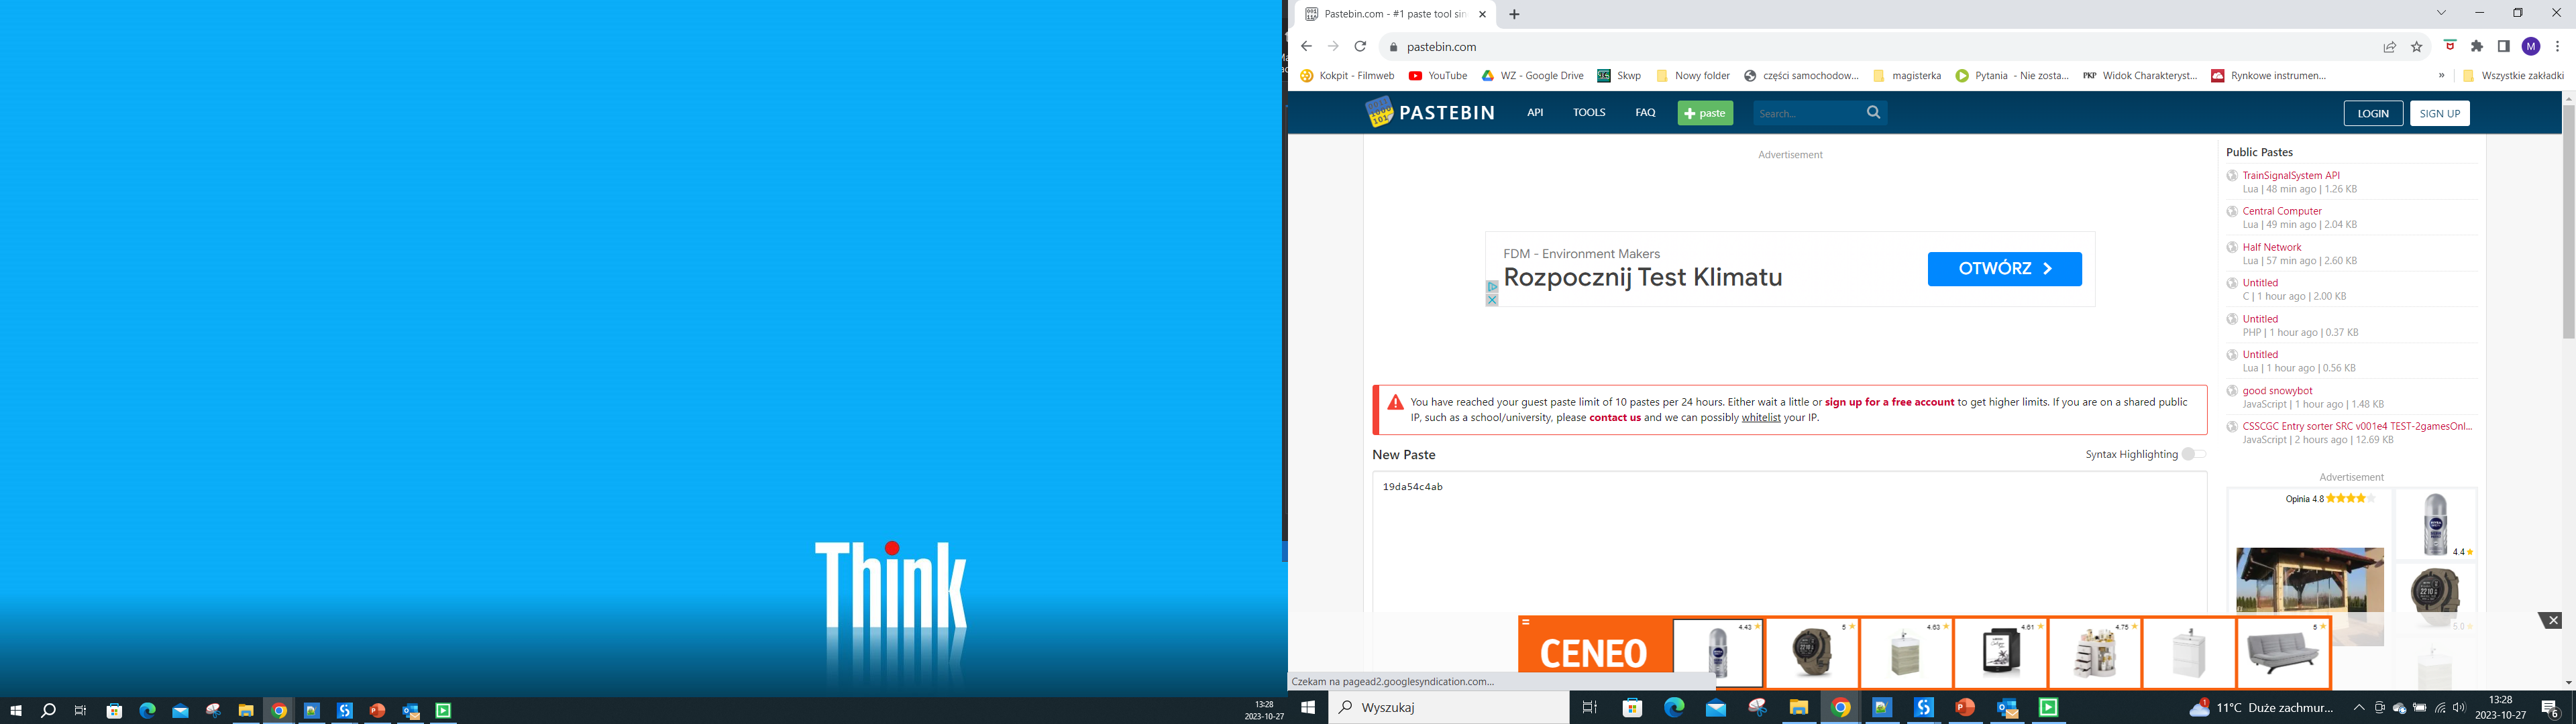 Think
13:28
2023-10-27
Pastebin.com - #1 paste tool sin
pastebin.com
M
Kokpit - Filmweb
YouTube
WZ - Google Drive
Skwp
Nowy folder
części samochodow...
magisterka
Pytania - Nie zosta...
PKP Widok Charakteryst...
Rynkowe instrumen...
»
Wszystkie zakładki
PASTEBIN
API
TOOLS
FAQ
paste
Search...
LOGIN
SIGN UP
Advertisement
FDM - Environment Makers
Rozpocznij Test Klimatu
OTWÓRZ
You have reached your guest paste limit of 10 pastes per 24 hours. Either wait a little or sign up for a free account to get higher limits. If you are on a shared public
IP, such as a school/university, please contact us and we can possibly whitelist your IP.
New Paste
Syntax Highlighting
19da54c4ab
Public Pastes
TrainSignalSystem API
Lua | 48 min ago | 1.26 KB
Central Computer
Lua | 49 min ago | 2.04 KB
Half Network
Lua | 57 min ago | 2.60 KB
Untitled
C | 1 hour ago | 2.00 KB
Untitled
PHP | 1 hour ago | 0.37 KB
Untitled
Lua | 1 hour ago | 0.56 KB
good snowybot
JavaScript | 1 hour ago | 1.48 KB
CSSCGC Entry sorter SRC v001e4 TEST-2gamesOnl...
JavaScript | 2 hours ago | 12.69 KB
Advertisement
Opinia 4.8
4.4
5.0
CENEO
4.43
5
4.63
4.61
4.75
5
Czekam na pagead2.googlesyndication.com...
Wyszukaj
1
11°C Duże zachmur...
13:28
2023-10-27
6